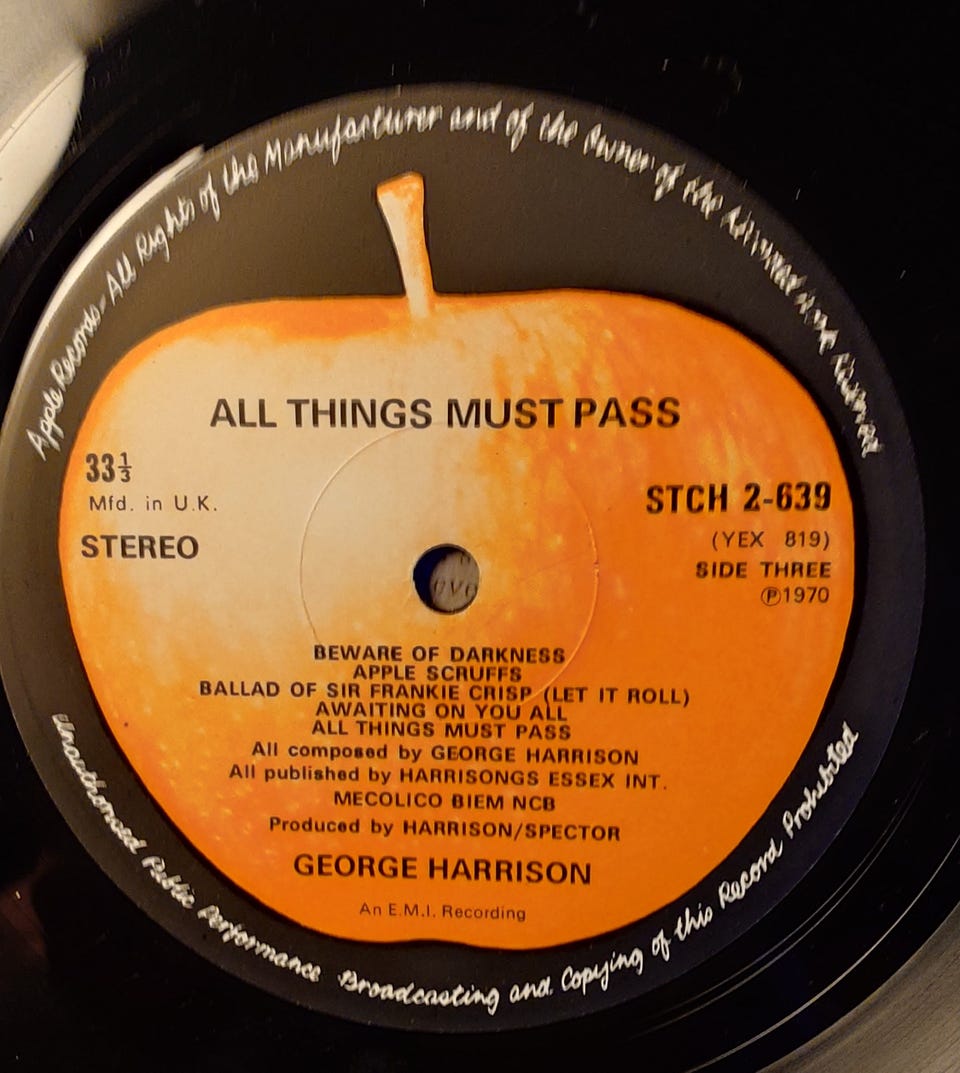 Apple Records - All Rights of the Manufacturer and of the Owner of the Recorded Work Reserved
ALL THINGS MUST PASS
33⅓
Mfd. in U.K.
STEREO
STCH 2-639
(YEX 819)
SIDE THREE
℗1970
BEWARE OF DARKNESS
APPLE SCRUFFS
BALLAD OF SIR FRANKIE CRISP (LET IT ROLL)
AWAITING ON YOU ALL
ALL THINGS MUST PASS
All composed by GEORGE HARRISON
All published by HARRISONGS ESSEX INT.
MECOLICO BIEM NCB
Produced by HARRISON/SPECTOR
GEORGE HARRISON
An E.M.I. Recording
Unauthorised Public Performance Broadcasting and Copying of this Record Prohibited